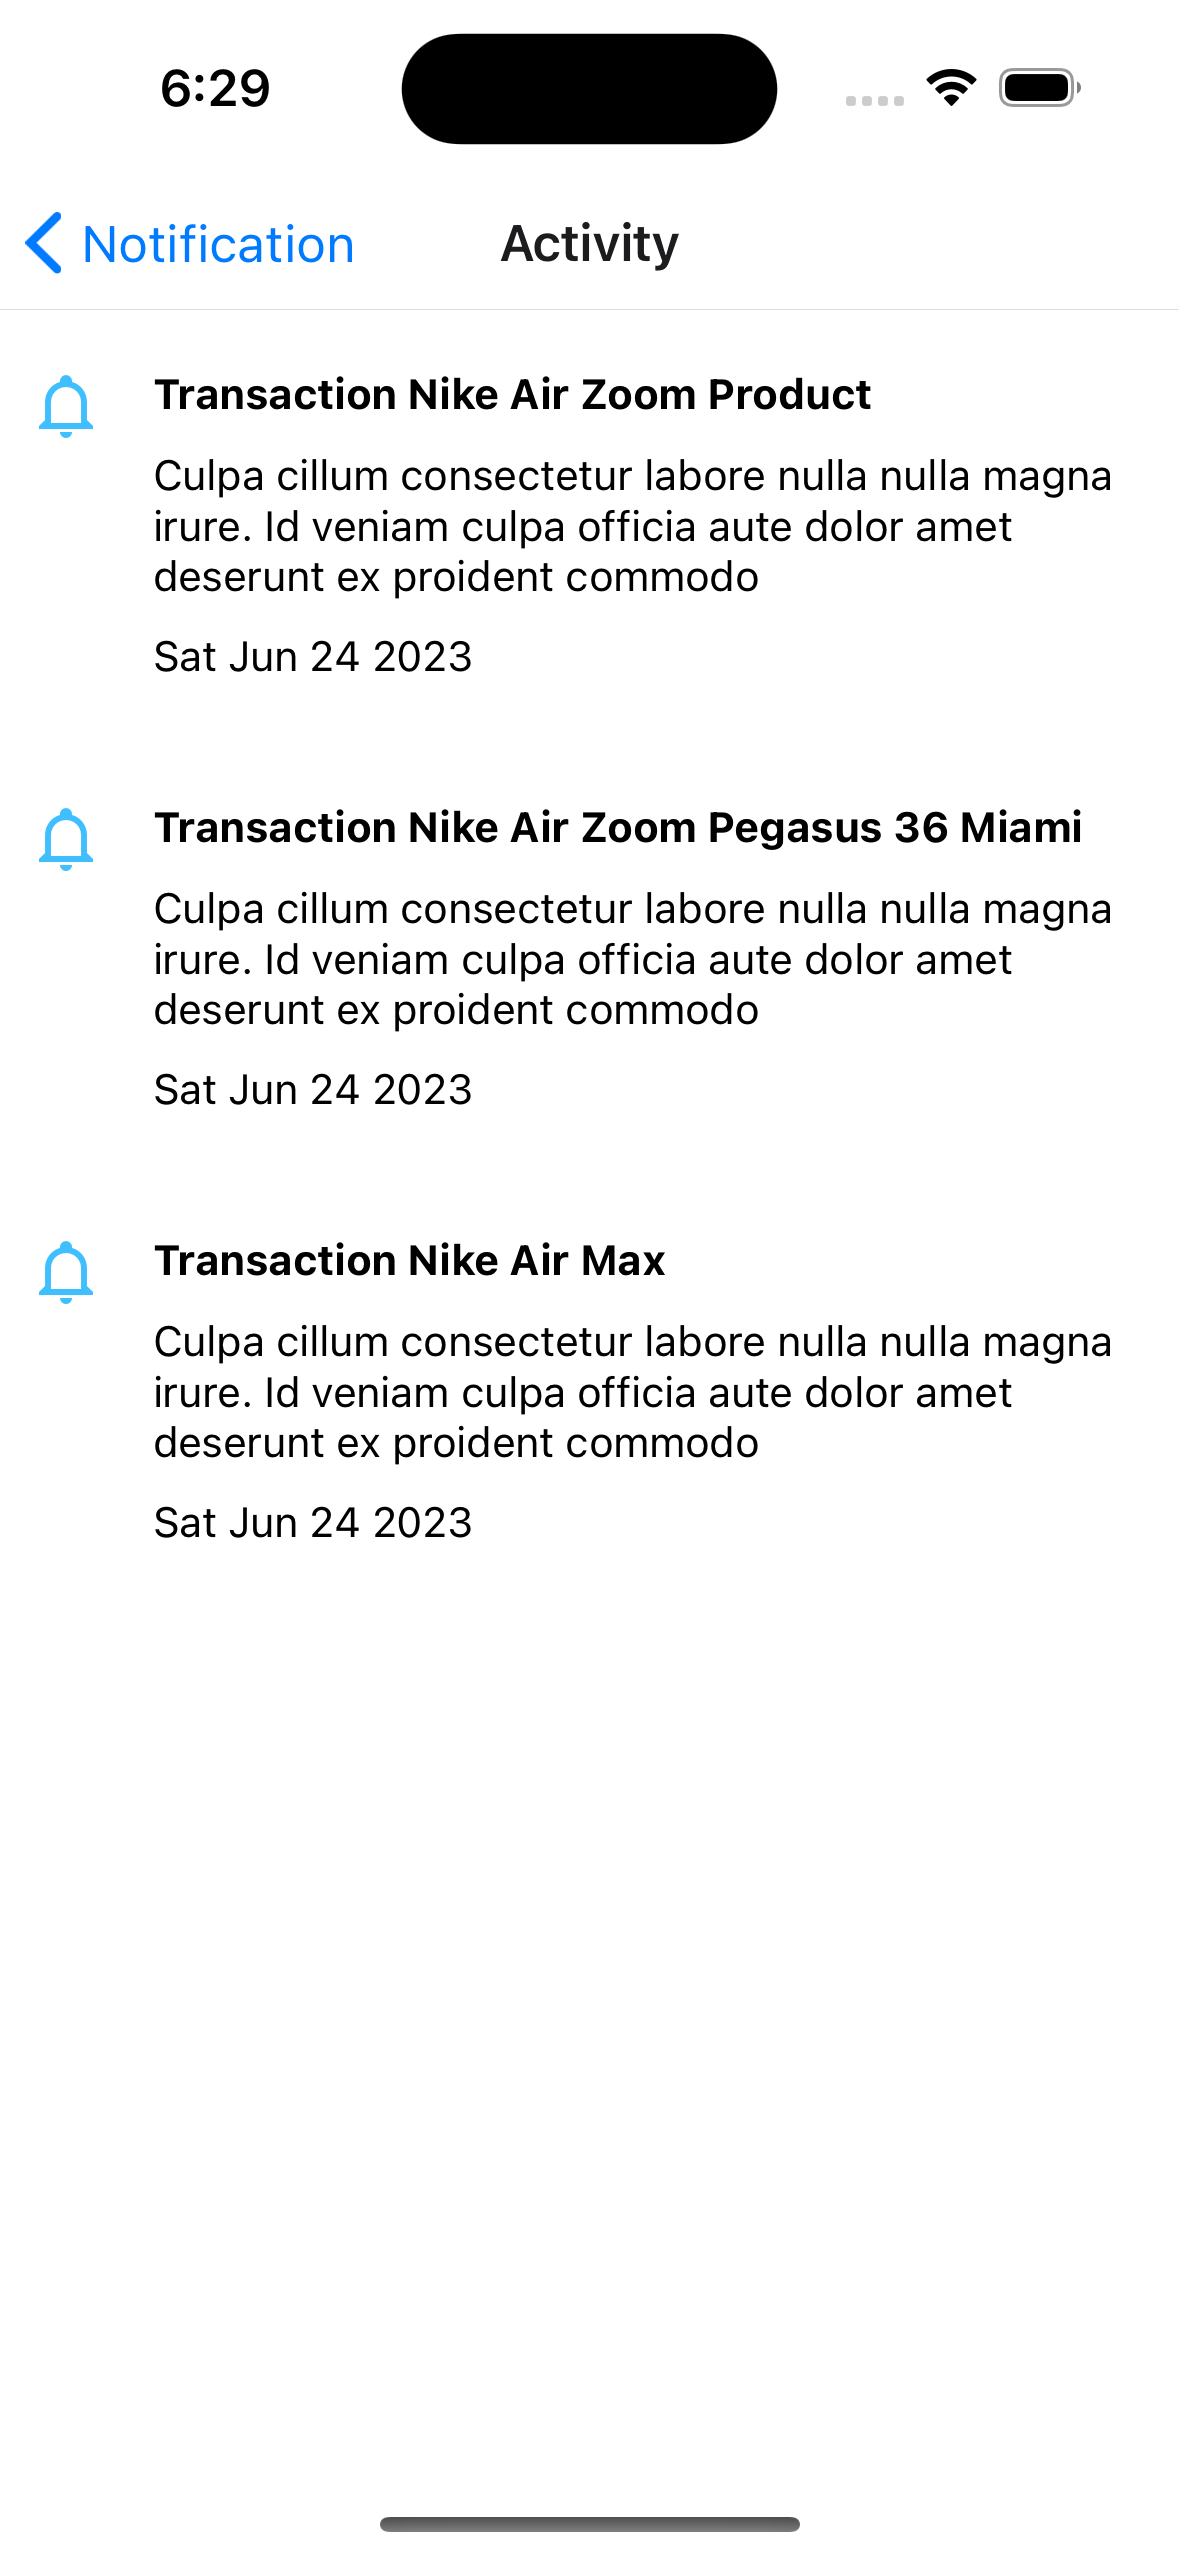 6:29
Notification
Activity
Transaction Nike Air Zoom Product
Culpa cillum consectetur labore nulla nulla magna
irure. Id veniam culpa officia aute dolor amet
deserunt ex proident commodo
Sat Jun 24 2023
Transaction Nike Air Zoom Pegasus 36 Miami
Culpa cillum consectetur labore nulla nulla magna
irure. Id veniam culpa officia aute dolor amet
deserunt ex proident commodo
Sat Jun 24 2023
Transaction Nike Air Max
Culpa cillum consectetur labore nulla nulla magna
irure. Id veniam culpa officia aute dolor amet
deserunt ex proident commodo
Sat Jun 24 2023